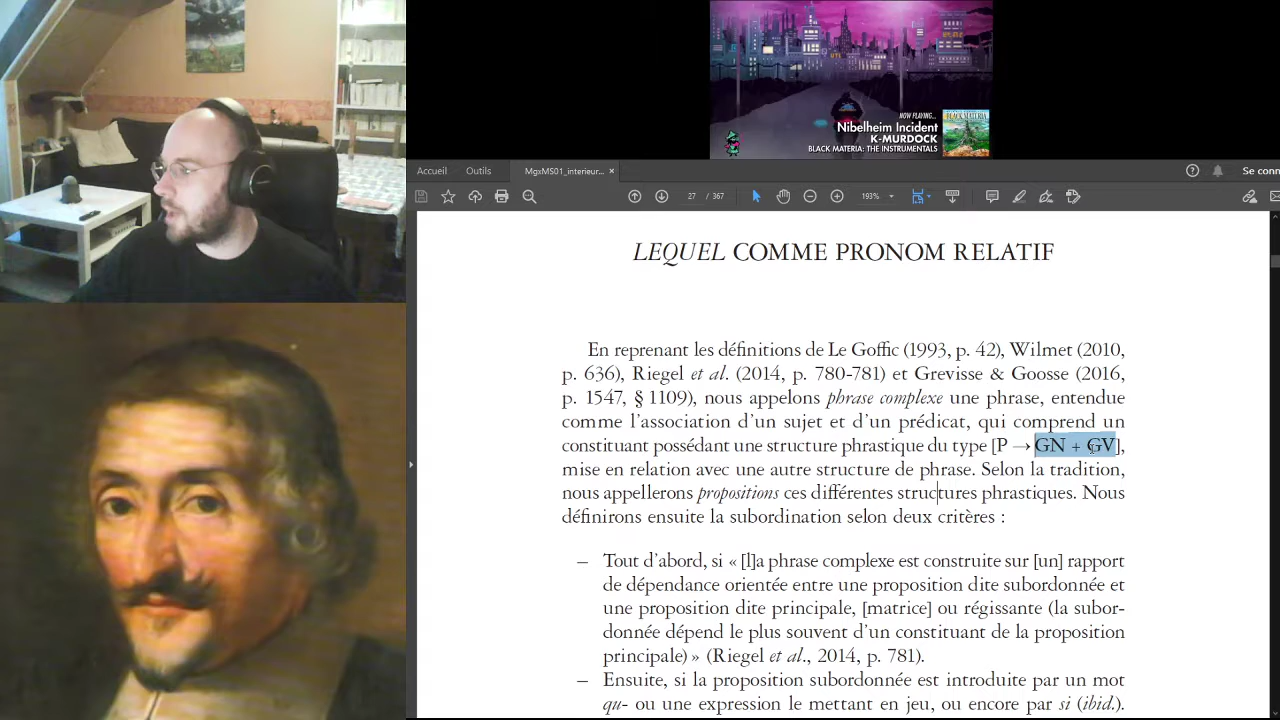 NOW PLAYING...
Nibelheim Incident
K-MURDOCK
BLACK MATERIA: THE INSTRUMENTALS
BLACK MATERIA
Accueil Outils MgxMS01_interieur... × Se conn
27 / 367 193%
LEQUEL COMME PRONOM RELATIF
En reprenant les définitions de Le Goffic (1993, p. 42), Wilmet (2010,
p. 636), Riegel et al. (2014, p. 780-781) et Grevisse & Goosse (2016,
p. 1547, § 1109), nous appelons phrase complexe une phrase, entendue
comme l’association d’un sujet et d’un prédicat, qui comprend un
constituant possédant une structure phrastique du type [P → GN + GV],
mise en relation avec une autre structure de phrase. Selon la tradition,
nous appellerons propositions ces différentes structures phrastiques. Nous
définirons ensuite la subordination selon deux critères :
– Tout d’abord, si « [l]a phrase complexe est construite sur [un] rapport
de dépendance orientée entre une proposition dite subordonnée et
une proposition dite principale, [matrice] ou régissante (la subor-
donnée dépend le plus souvent d’un constituant de la proposition
principale) » (Riegel et al., 2014, p. 781).
– Ensuite, si la proposition subordonnée est introduite par un mot
qu- ou une expression le mettant en jeu, ou encore par si (ibid.).